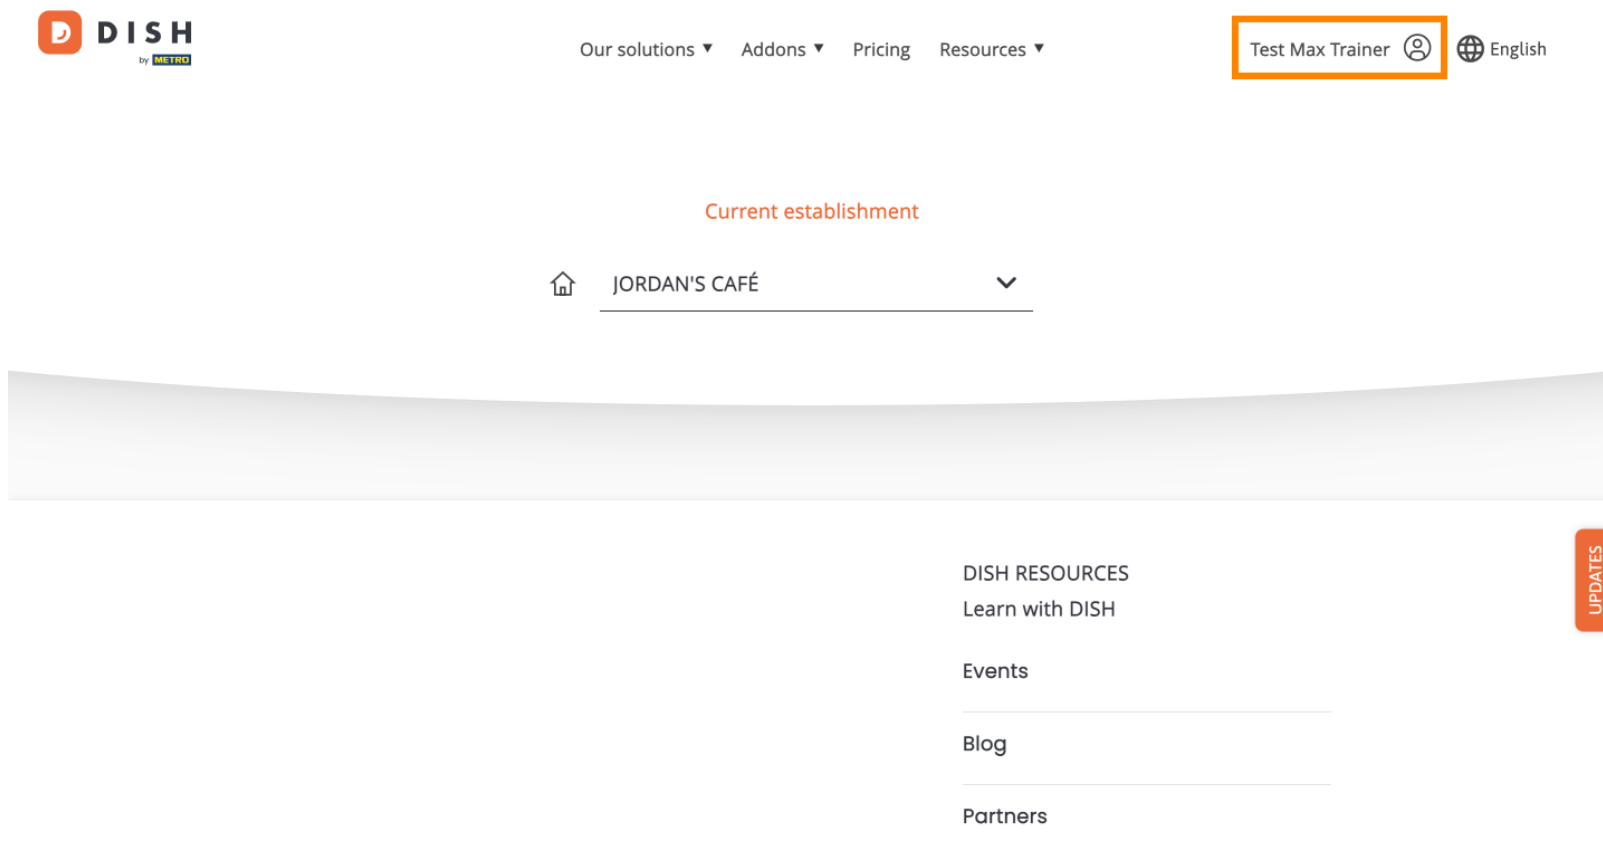 DISH
by METRO
Our solutions ▼ Addons ▼ Pricing Resources ▼
Test Max Trainer
English
Current establishment
JORDAN'S CAFÉ
UPDATES
DISH RESOURCES
Learn with DISH
Events
Blog
Partners